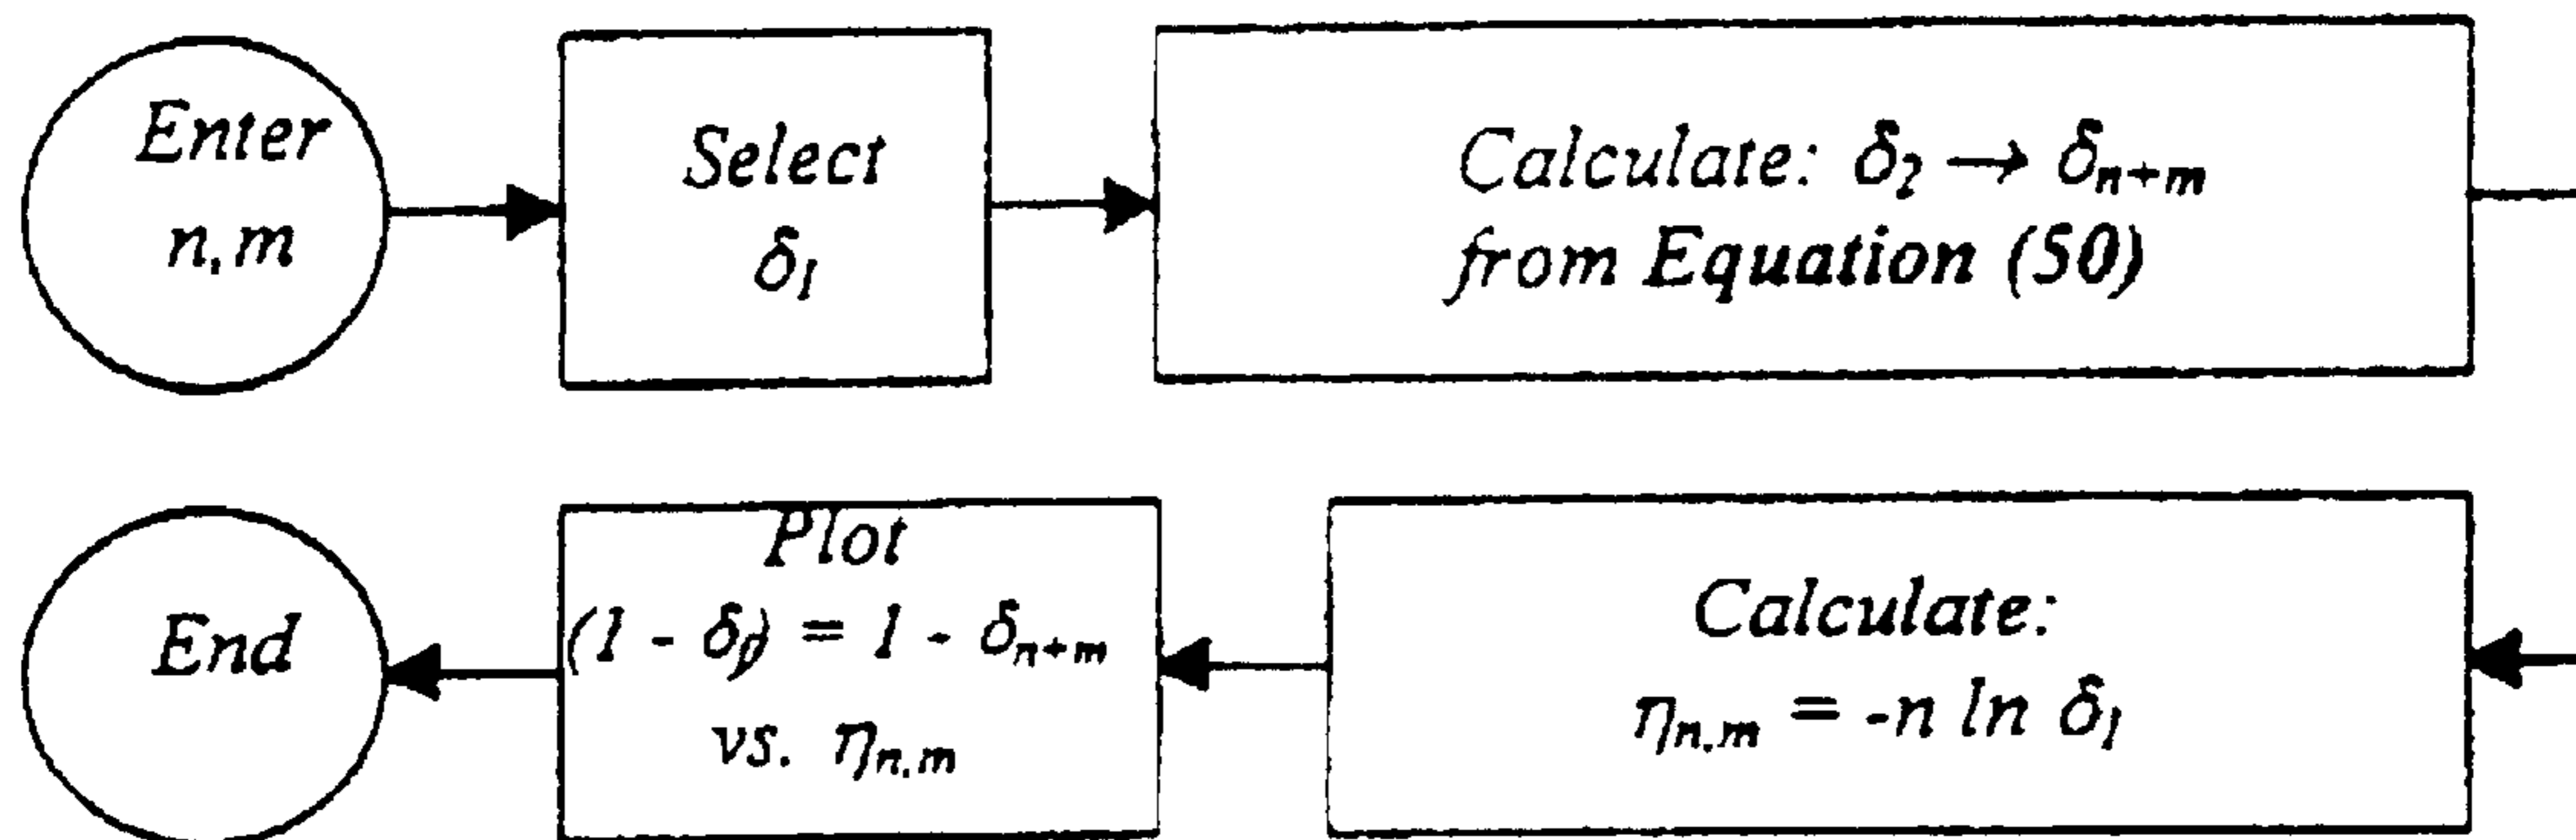 Enter
n, m
Select
δ₁
Calculate: δ₂ → δₙ₊ₘ
from Equation (50)
Calculate:
ηₙ,ₘ = -n ln δ₁
Plot
(1 - δₚ) = 1 - δₙ₊ₘ
vs. ηₙ,ₘ
End